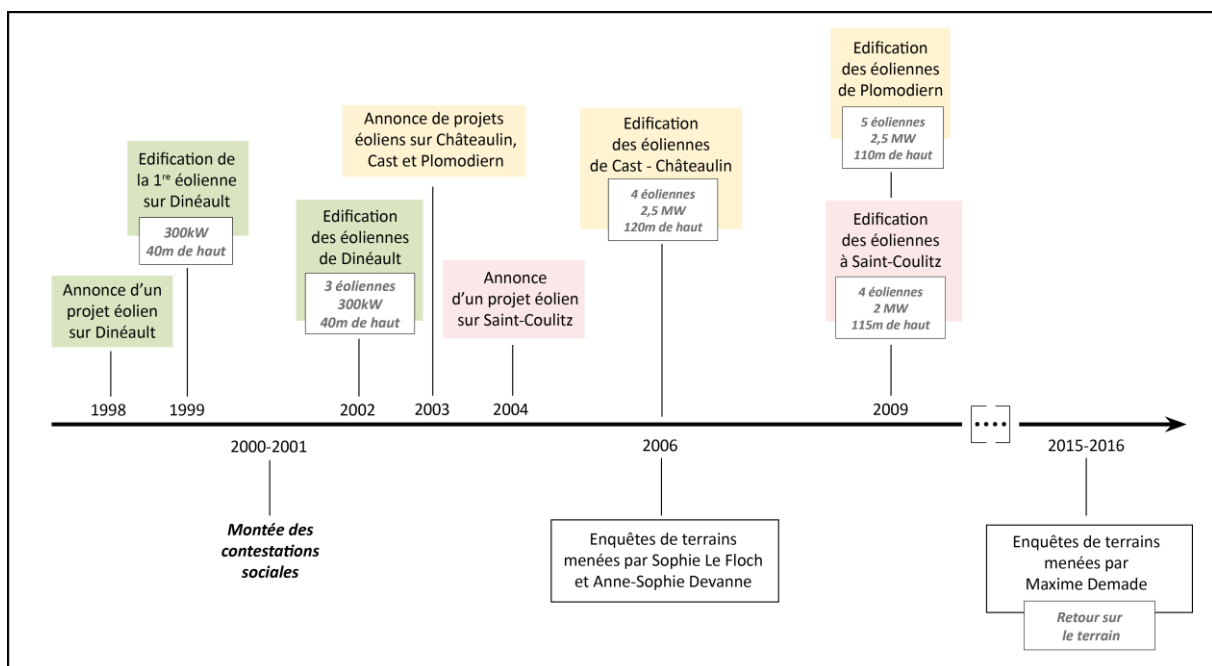 Annonce d'un
projet éolien
sur Dinéault
1998
Edification de
la 1re éolienne
sur Dinéault
300kW
40m de haut
1999
2000-2001
Montée des
contestations
sociales
Edification
des éoliennes
de Dinéault
3 éoliennes
300kW
40m de haut
2002
Annonce de projets
éoliens sur Châteaulin,
Cast et Plomodiern
2003
Annonce
d'un projet éolien
sur Saint-Coulitz
2004
Edification
des éoliennes
de Cast - Châteaulin
4 éoliennes
2,5 MW
120m de haut
2006
Enquêtes de terrains
menées par Sophie Le Floch
et Anne-Sophie Devanne
Edification
des éoliennes
de Plomodiern
5 éoliennes
2,5 MW
110m de haut
Edification
des éoliennes
à Saint-Coulitz
4 éoliennes
2 MW
115m de haut
2009
2015-2016
Enquêtes de terrains
menées par
Maxime Demade
Retour sur
le terrain